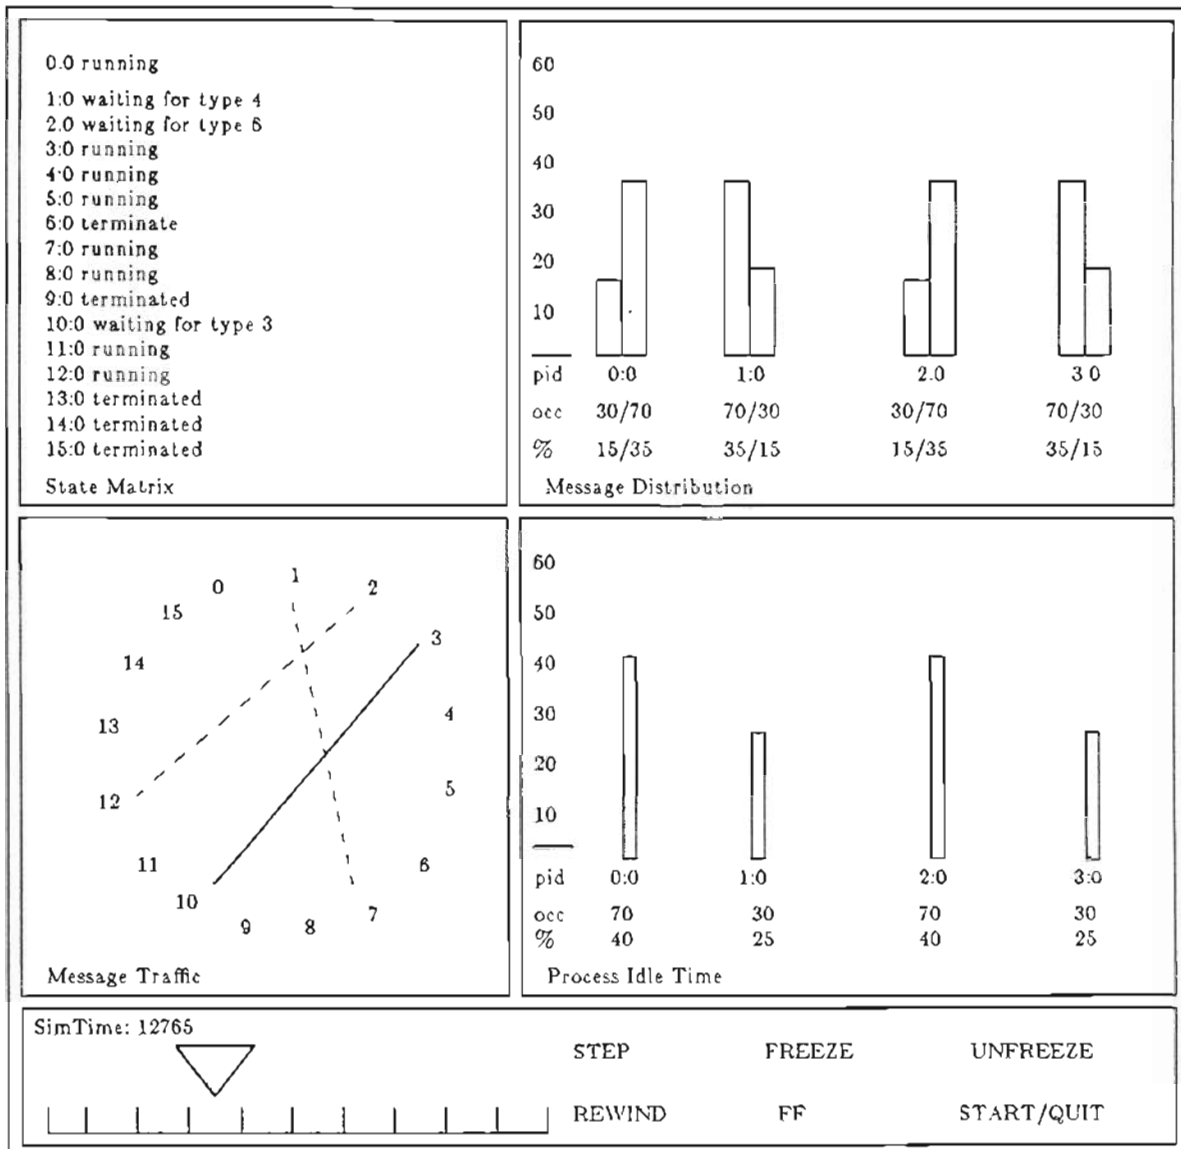 0.0 running
1:0 waiting for type 4
2.0 waiting for type 6
3:0 running
4:0 running
5:0 running
6:0 terminate
7:0 running
8:0 running
9:0 terminated
10:0 waiting for type 3
11:0 running
12:0 running
13:0 terminated
14:0 terminated
15:0 terminated
State Matrix
60
50
40
30
20
10
pid 0:0 1:0 2.0 3 0
occ 30/70 70/30 30/70 70/30
% 15/35 35/15 15/35 35/15
Message Distribution
0
1
2
3
4
5
6
7
8
9
10
11
12
13
14
15
Message Traffic
60
50
40
30
20
10
pid 0:0 1:0 2:0 3:0
occ 70 30 70 30
% 40 25 40 25
Process Idle Time
SimTime: 12765
STEP FREEZE UNFREEZE
REWIND FF START/QUIT